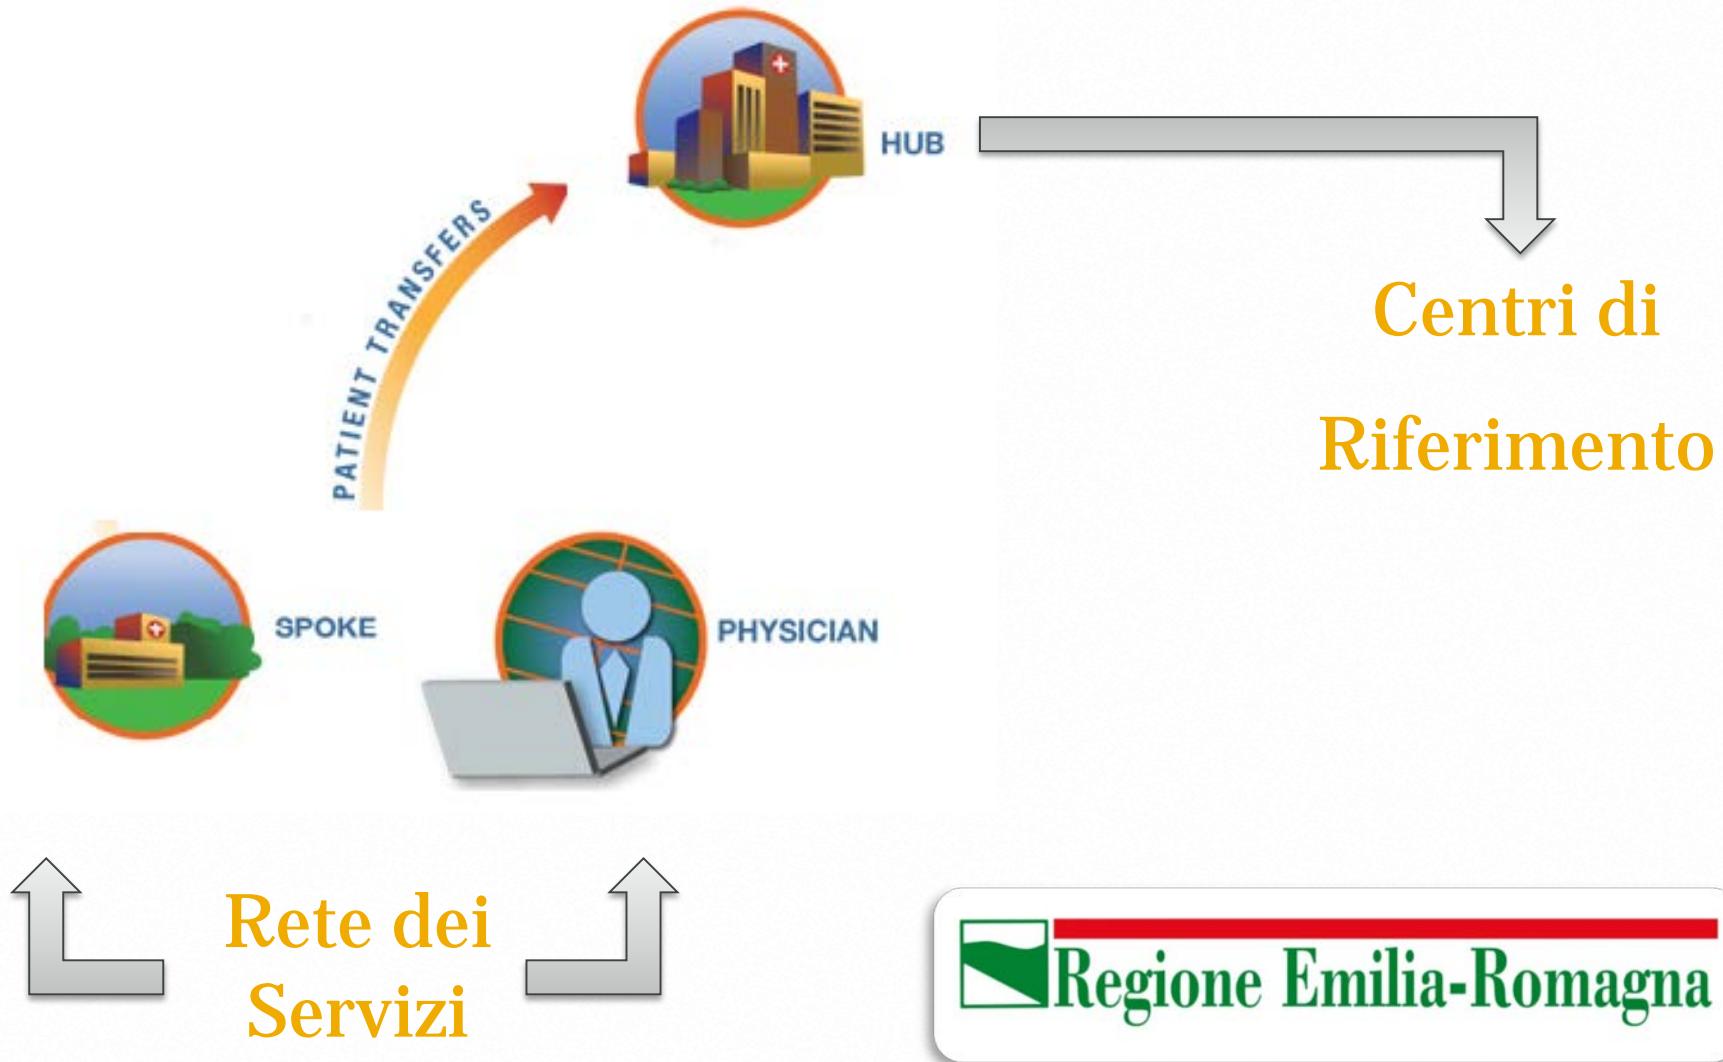 HUB
PATIENT TRANSFERS
Centri di
Riferimento
SPOKE
PHYSICIAN
Rete dei
Servizi
Regione Emilia-Romagna